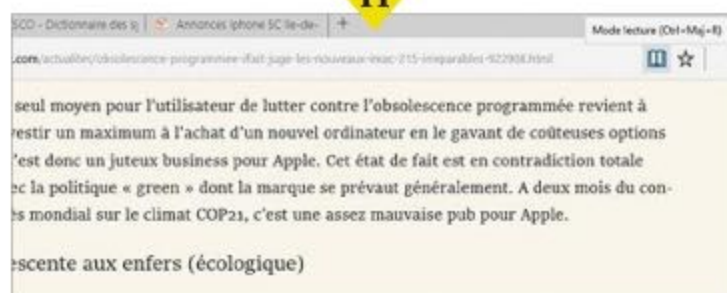 11
SCO - Dictionnaire des sy
Annonces iphone 5C Ile-de-
+
Mode lecture (Ctrl+Maj+R)
.com/actualites/obsolescence-programmee-ifixit-juge-les-nouveaux-imac-215-irreparables-922908.html
seul moyen pour l'utilisateur de lutter contre l'obsolescence programmée revient à
estir un maximum à l'achat d'un nouvel ordinateur en le gavant de coûteuses options
'est donc un juteux business pour Apple. Cet état de fait est en contradiction totale
ec la politique « green » dont la marque se prévaut généralement. A deux mois du con-
s mondial sur le climat COP21, c'est une assez mauvaise pub pour Apple.
escente aux enfers (écologique)